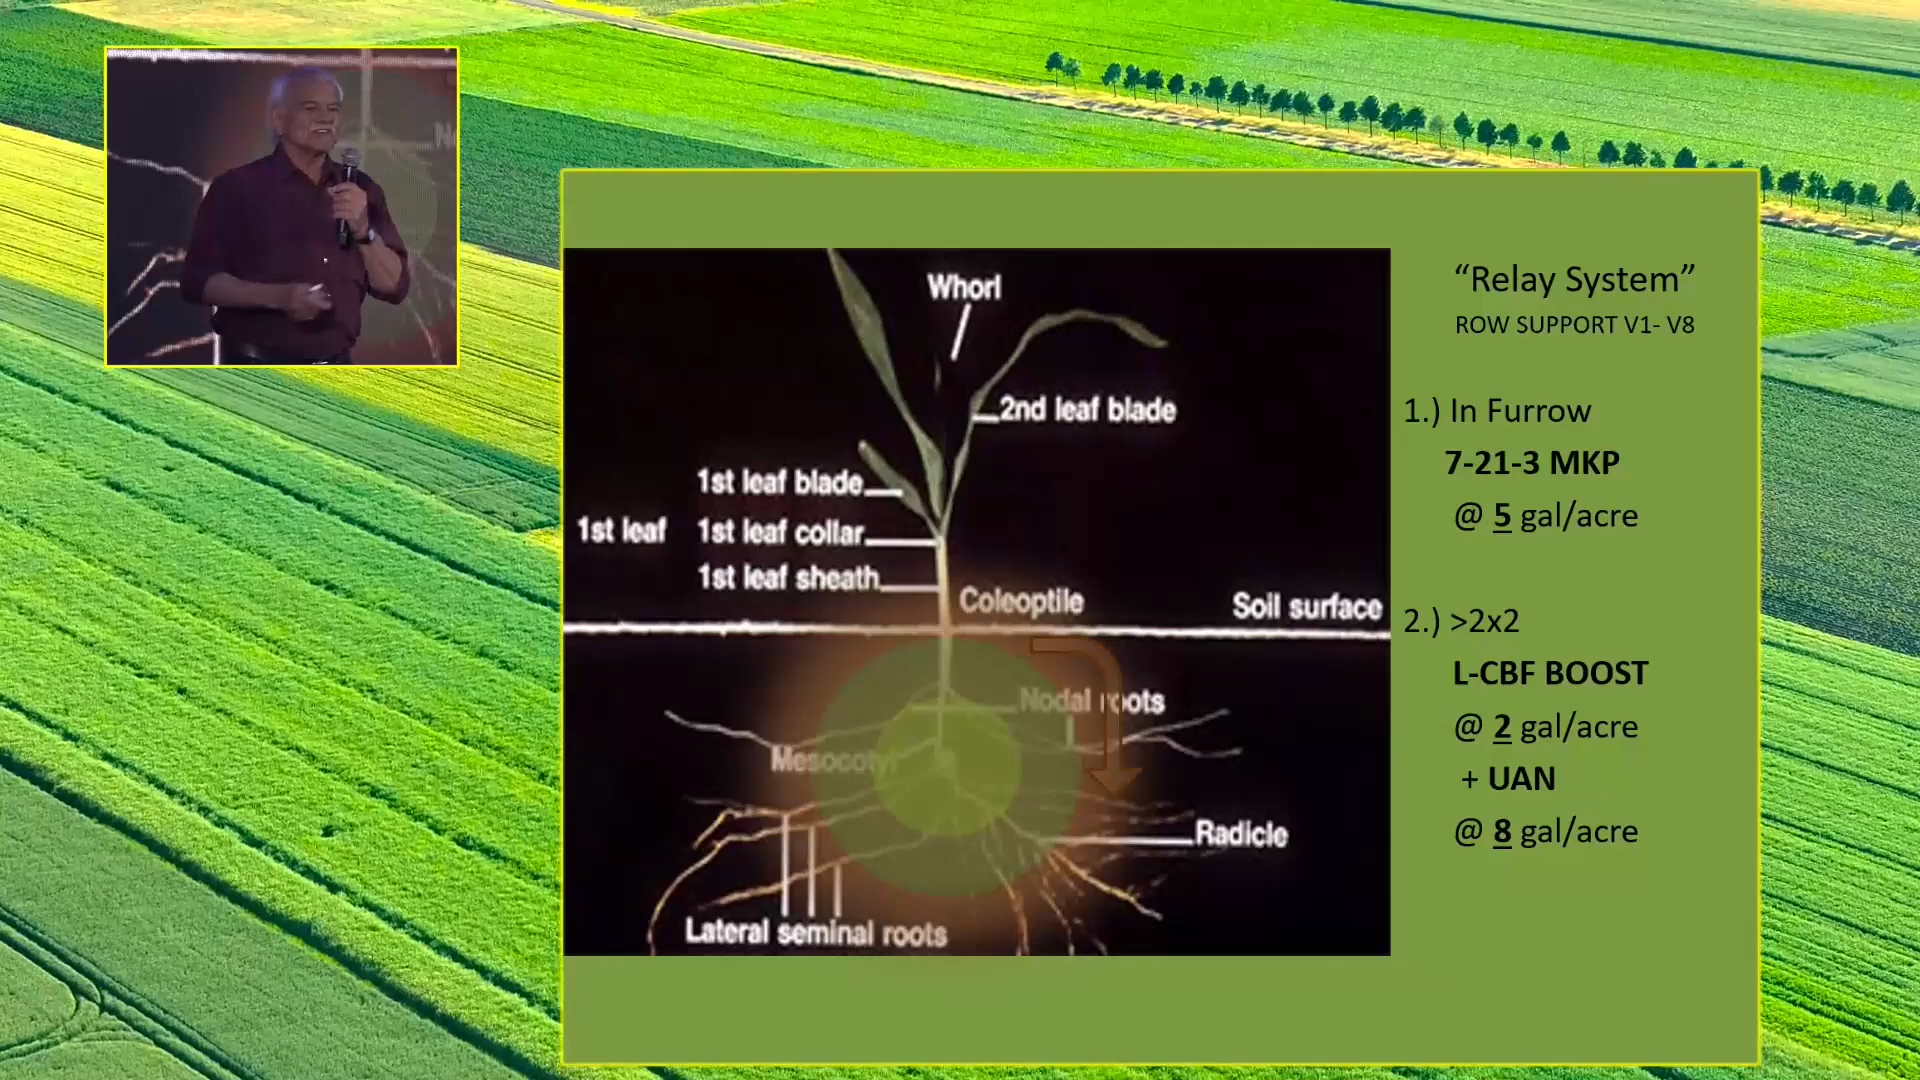 Whorl
2nd leaf blade
1st leaf blade
1st leaf
1st leaf collar
1st leaf sheath
Coleoptile
Soil surface
Nodal roots
Mesocotyl
Radicle
Lateral seminal roots
“Relay System”
ROW SUPPORT V1- V8
1.) In Furrow
7-21-3 MKP
@ 5 gal/acre
2.) >2x2
L-CBF BOOST
@ 2 gal/acre
+ UAN
@ 8 gal/acre